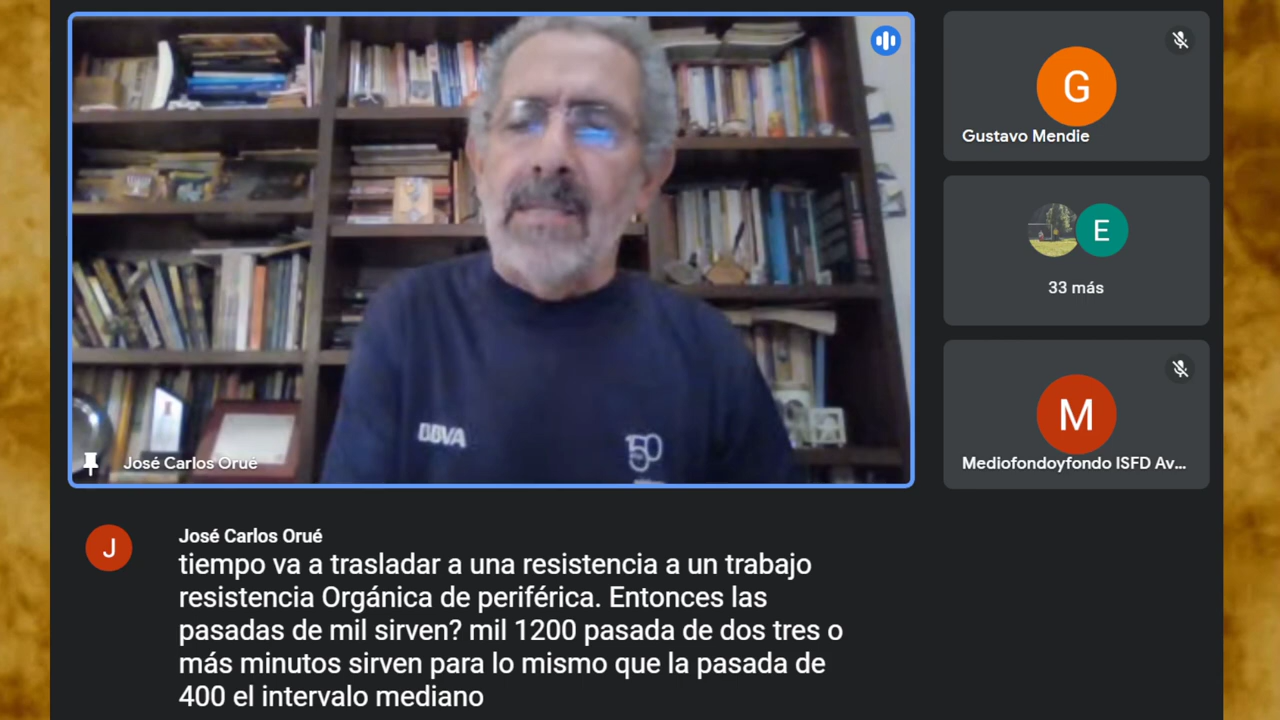 BBVA
150
José Carlos Orué
G
Gustavo Mendie
E
33 más
M
Mediofondoyfondo ISFD Av...
J
José Carlos Orué
tiempo va a trasladar a una resistencia a un trabajo
resistencia Orgánica de periférica. Entonces las
pasadas de mil sirven? mil 1200 pasada de dos tres o
más minutos sirven para lo mismo que la pasada de
400 el intervalo mediano